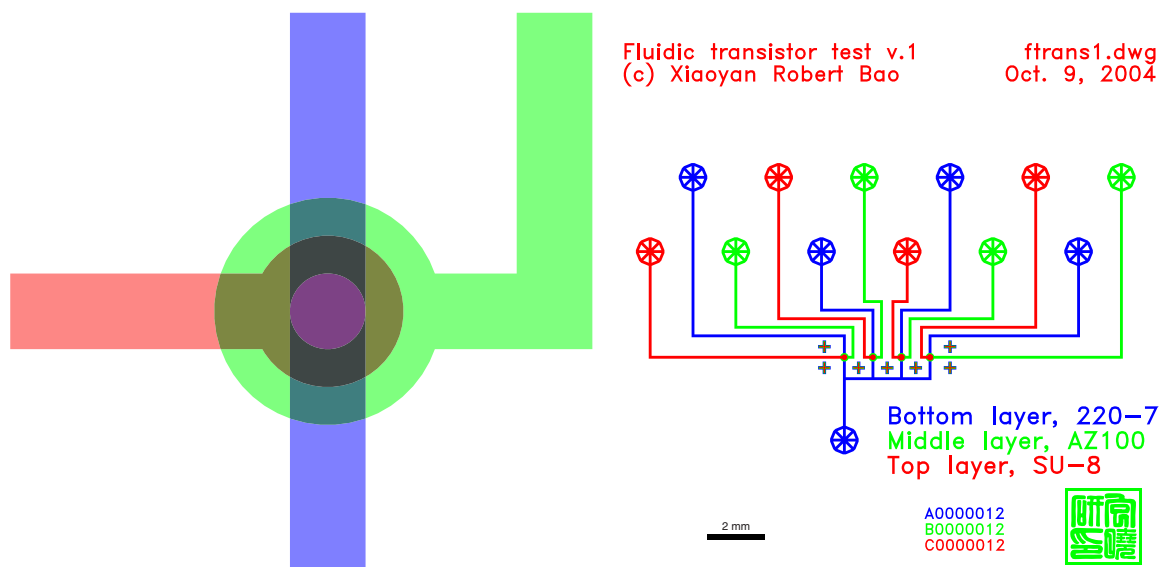 Fluidic transistor test v.1 ftrans1.dwg
(c) Xiaoyan Robert Bao Oct. 9, 2004
Bottom layer, 220-7
Middle layer, AZ100
Top layer, SU-8
2 mm
A0000012
B0000012
C0000012